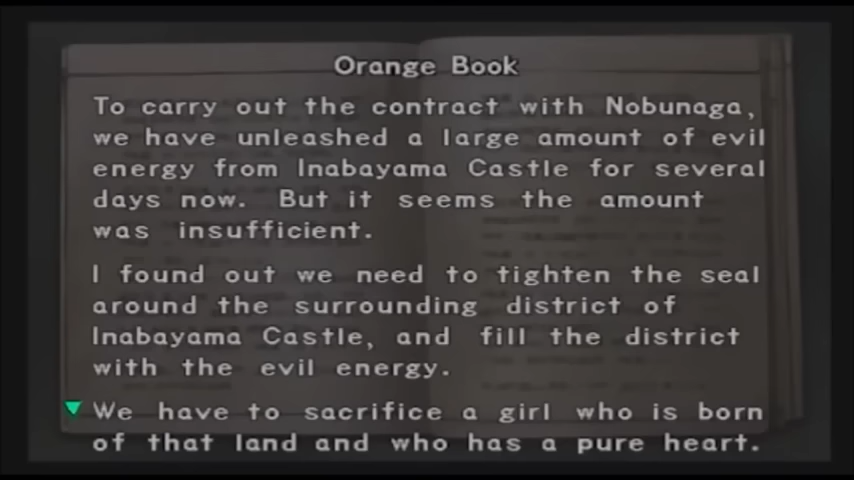 Orange Book
To carry out the contract with Nobunaga,
we have unleashed a large amount of evil
energy from Inabayama Castle for several
days now. But it seems the amount
was insufficient.
I found out we need to tighten the seal
around the surrounding district of
Inabayama Castle, and fill the district
with the evil energy.
We have to sacrifice a girl who is born
of that land and who has a pure heart.